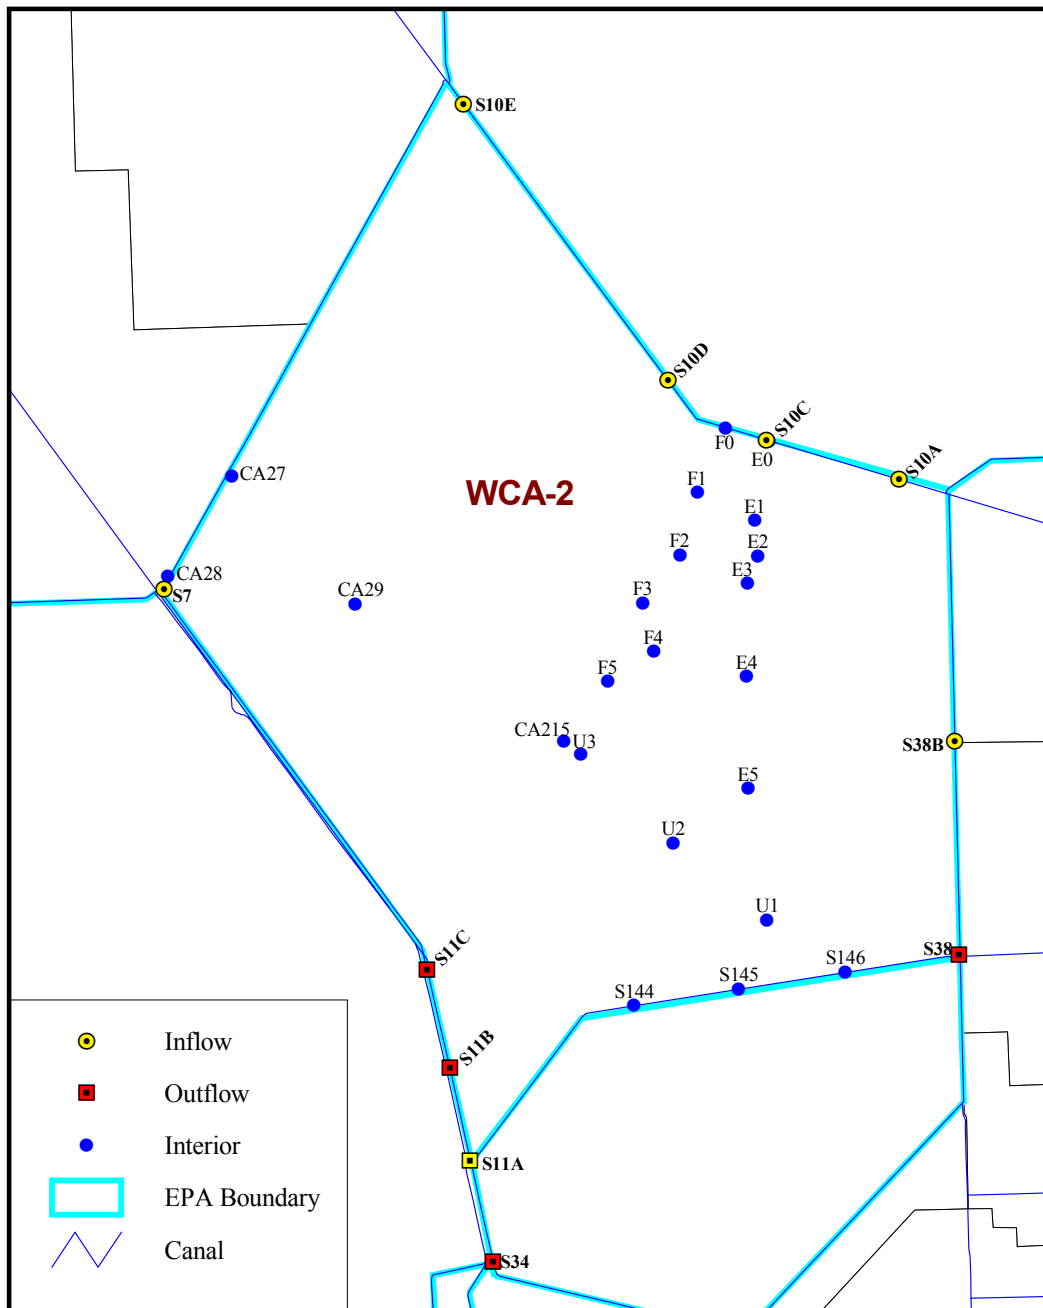 S10E
S10D
S10C
F0
E0
S10A
CA27
WCA-2
F1
E1
F2
E2
CA28
E3
S7
CA29
F3
F4
E4
F5
CA215
U3
S38B
E5
U2
U1
S11C
S38
S146
S145
S144
S11B
S11A
S34
Inflow
Outflow
Interior
EPA Boundary
Canal